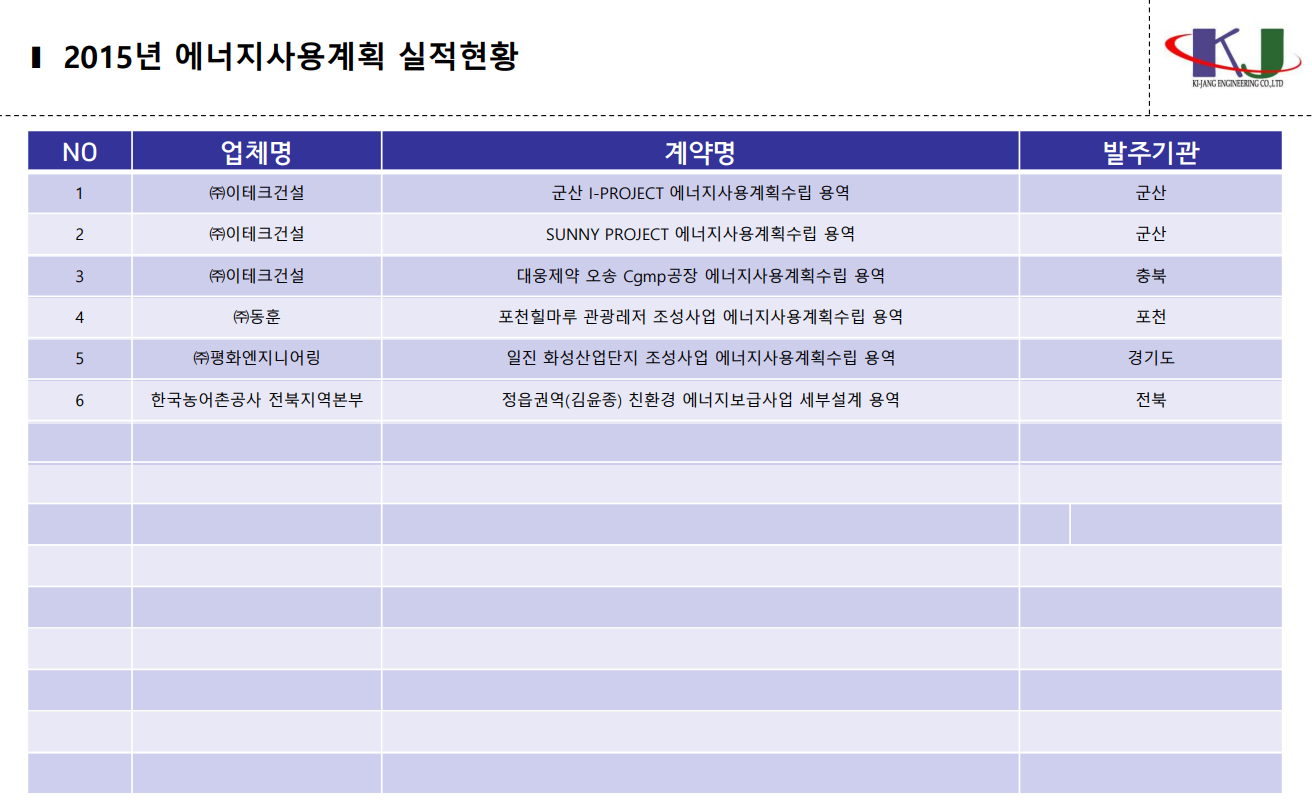 2015년 에너지사용계획 실적현황
KJ
KI-JANG ENGINEERING CO.,LTD
NO 업체명 계약명 발주기관
1 ㈜이테크건설 군산 I-PROJECT 에너지사용계획수립 용역 군산
2 ㈜이테크건설 SUNNY PROJECT 에너지사용계획수립 용역 군산
3 ㈜이테크건설 대웅제약 오송 Cgmp공장 에너지사용계획수립 용역 충북
4 ㈜동훈 포천힐마루 관광레저 조성사업 에너지사용계획수립 용역 포천
5 ㈜평화엔지니어링 일진 화성산업단지 조성사업 에너지사용계획수립 용역 경기도
6 한국농어촌공사 전북지역본부 정읍권역(김윤종) 친환경 에너지보급사업 세부설계 용역 전북